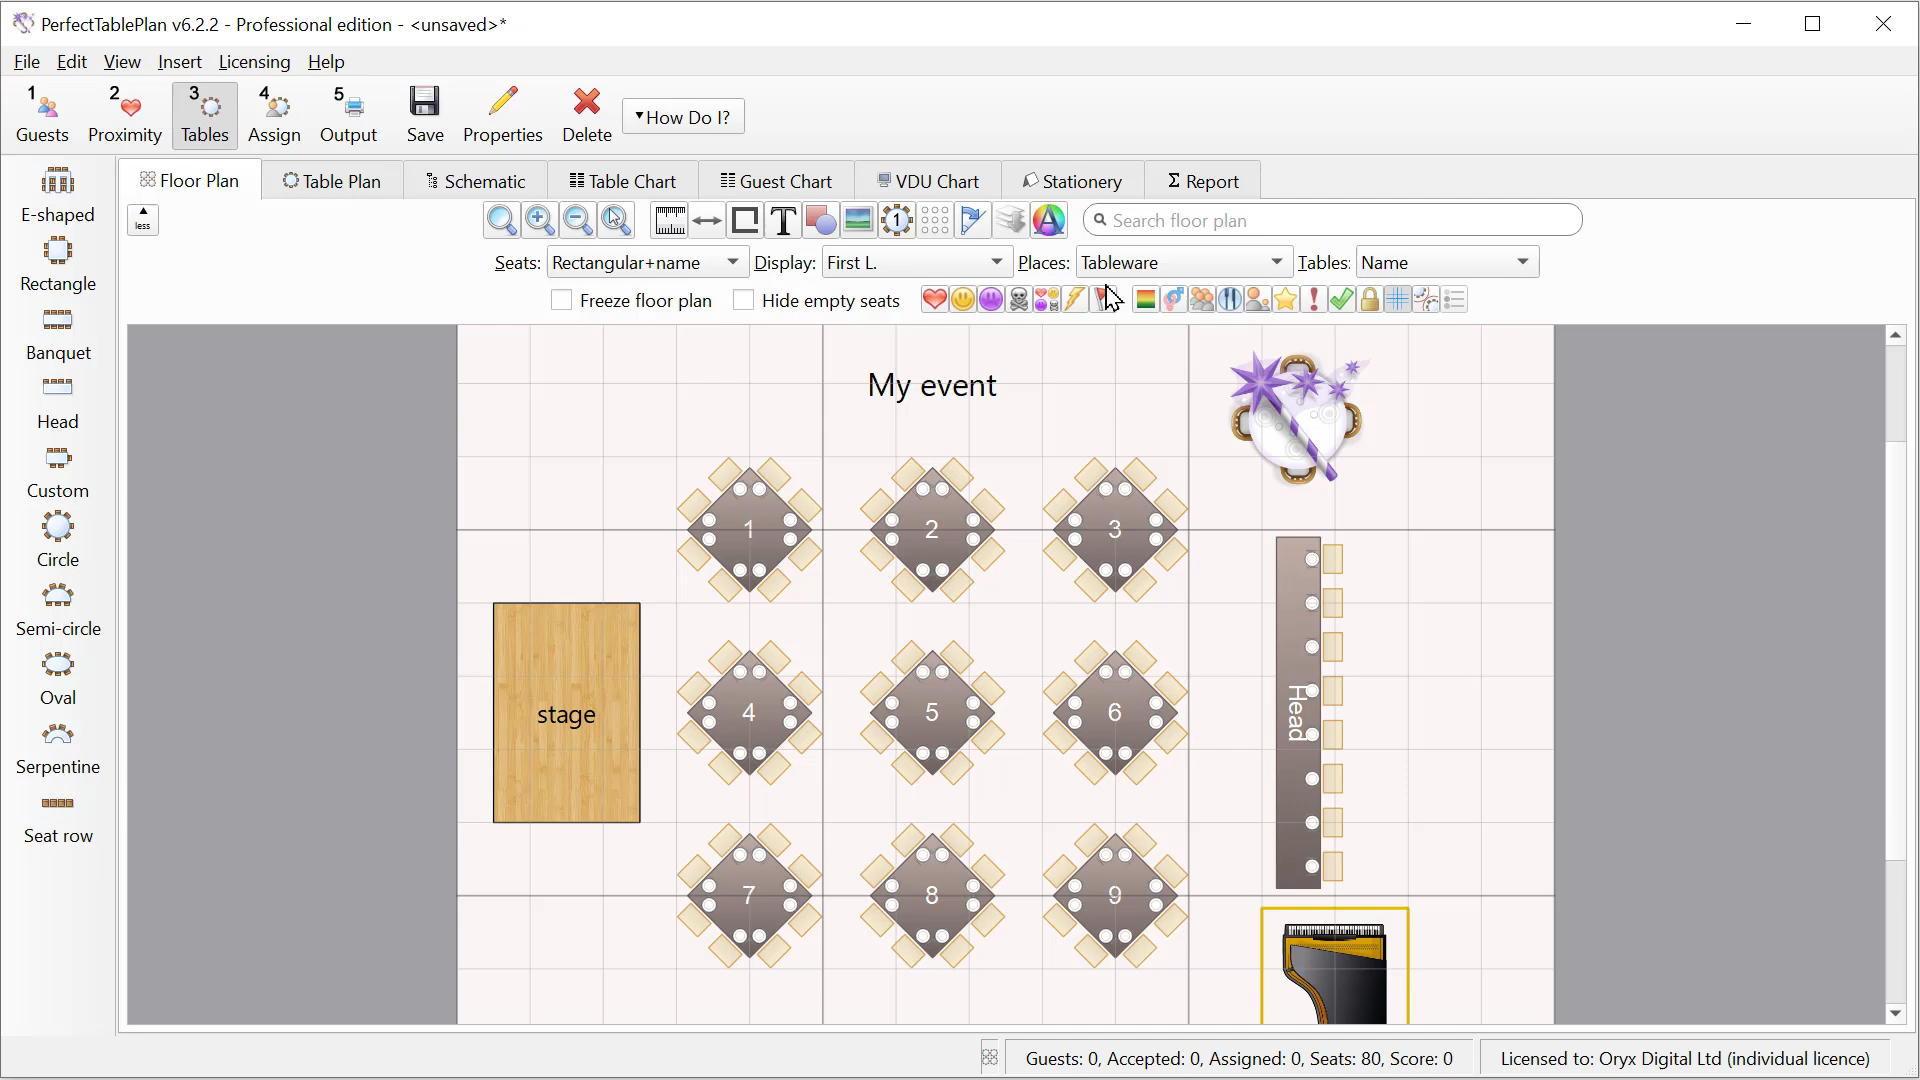 PerfectTablePlan v6.2.2 - Professional edition - <unsaved>*
File Edit View Insert Licensing Help
1 2 3 4 5
Guests Proximity Tables Assign Output Save Properties Delete How Do I?
Floor Plan Table Plan Schematic Table Chart Guest Chart VDU Chart Stationery Σ Report
less T 1 A Search floor plan
Seats: Rectangular+name Display: First L. Places: Tableware Tables: Name
Freeze floor plan Hide empty seats
E-shaped
Rectangle
Banquet
Head
Custom
Circle
Semi-circle
Oval
Serpentine
Seat row
My event
1 2 3
stage
4 5 6
Head
7 8 9
Guests: 0, Accepted: 0, Assigned: 0, Seats: 80, Score: 0
Licensed to: Oryx Digital Ltd (individual licence)